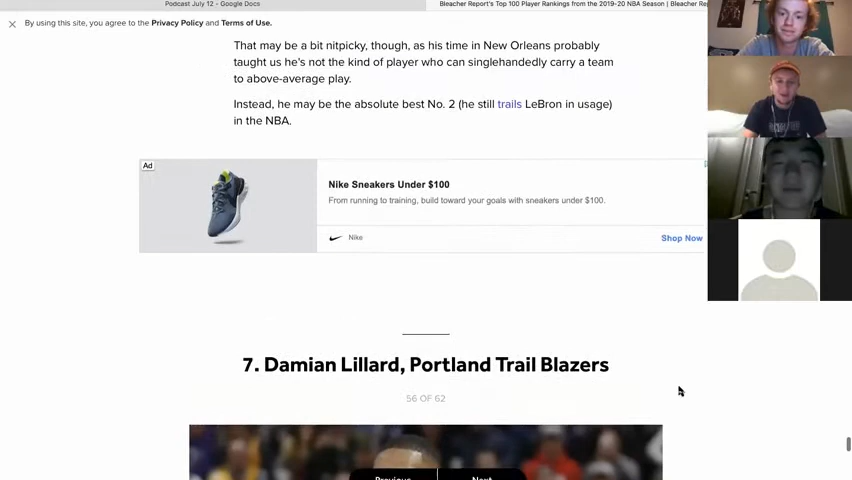 Podcast July 12 - Google Docs
Bleacher Report's Top 100 Player Rankings from the 2019-20 NBA Season | Bleacher Rep
By using this site, you agree to the Privacy Policy and Terms of Use.
That may be a bit nitpicky, though, as his time in New Orleans probably
taught us he's not the kind of player who can singlehandedly carry a team
to above-average play.
Instead, he may be the absolute best No. 2 (he still trails LeBron in usage)
in the NBA.
Ad
Nike Sneakers Under $100
From running to training, build toward your goals with sneakers under $100.
Nike
Shop Now
7. Damian Lillard, Portland Trail Blazers
56 OF 62
Previous
Next